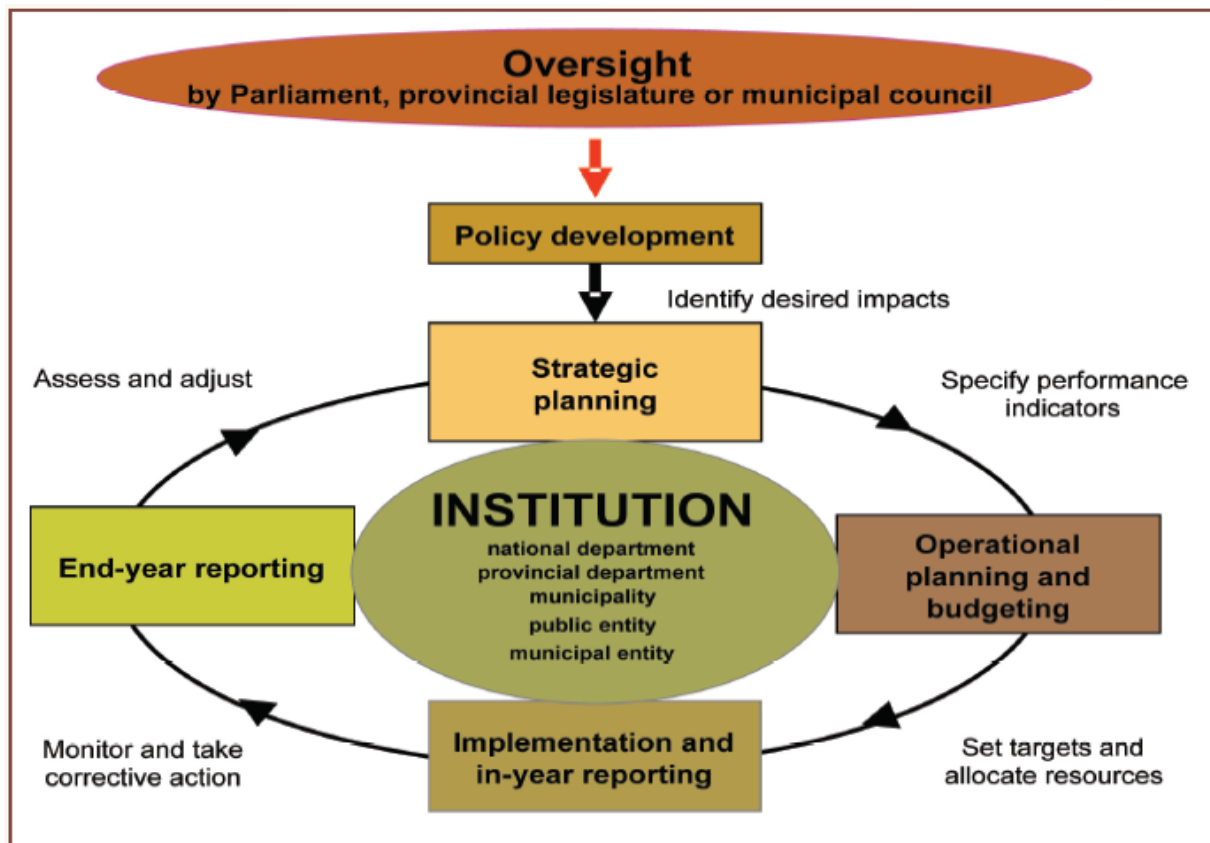 Oversight
by Parliament, provincial legislature or municipal council
Policy development
Identify desired impacts
Strategic
planning
Assess and adjust
Specify performance
indicators
INSTITUTION
national department
provincial department
municipality
public entity
municipal entity
End-year reporting
Operational
planning and
budgeting
Implementation and
in-year reporting
Monitor and take
corrective action
Set targets and
allocate resources